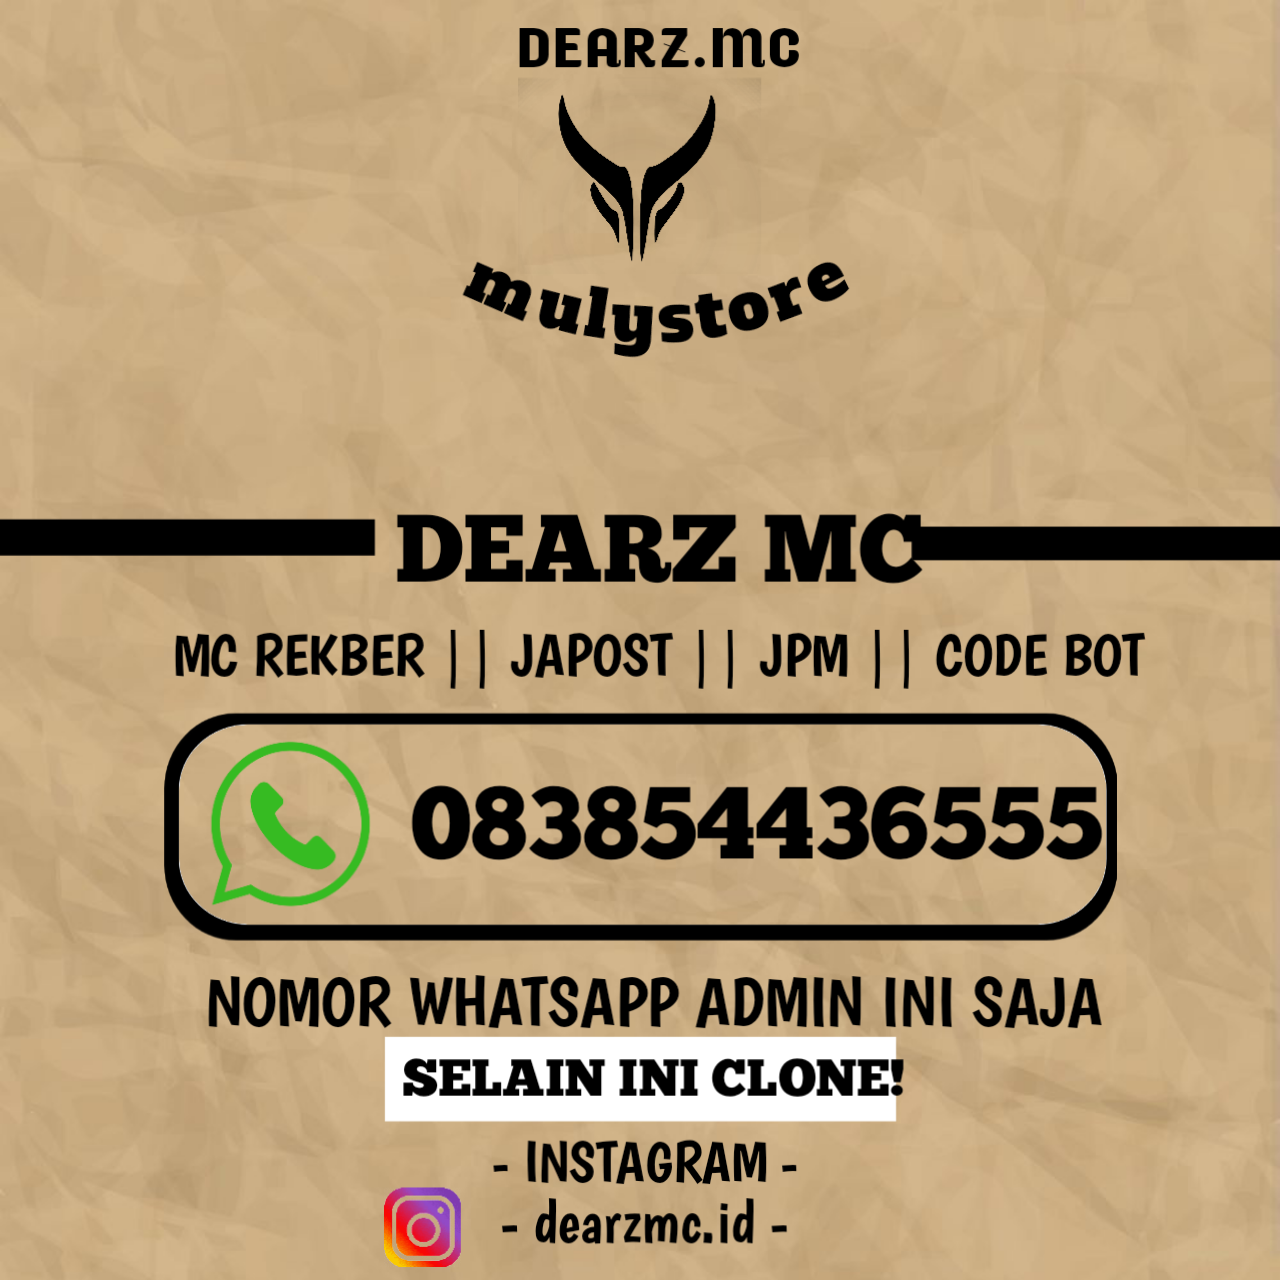 DEARZ.MC
mulystore
DEARZ MC
MC REKBER || JAPOST || JPM || CODE BOT
083854436555
NOMOR WHATSAPP ADMIN INI SAJA
SELAIN INI CLONE!
- INSTAGRAM -
- dearzmc.id -